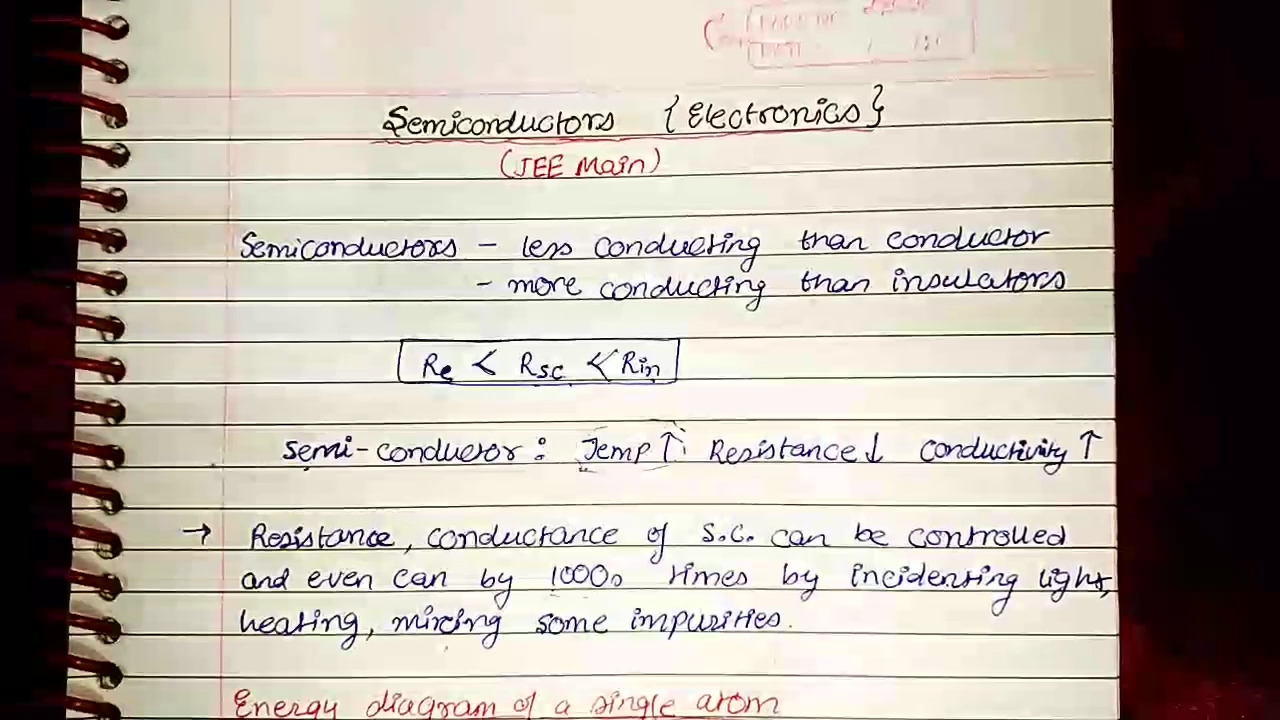 Semiconductors {Electronics}
(JEE Main)
Semiconductors - less conducting than conductor
- more conducting than insulators
Rc < Rsc < Rin
Semi-conductor: Temp ↑ Resistance ↓ Conductivity ↑
→ Resistance, conductance of S.C. can be controlled
and even can by 1000s times by incidenting light,
heating, mixing some impurities.
Energy diagram of a single atom